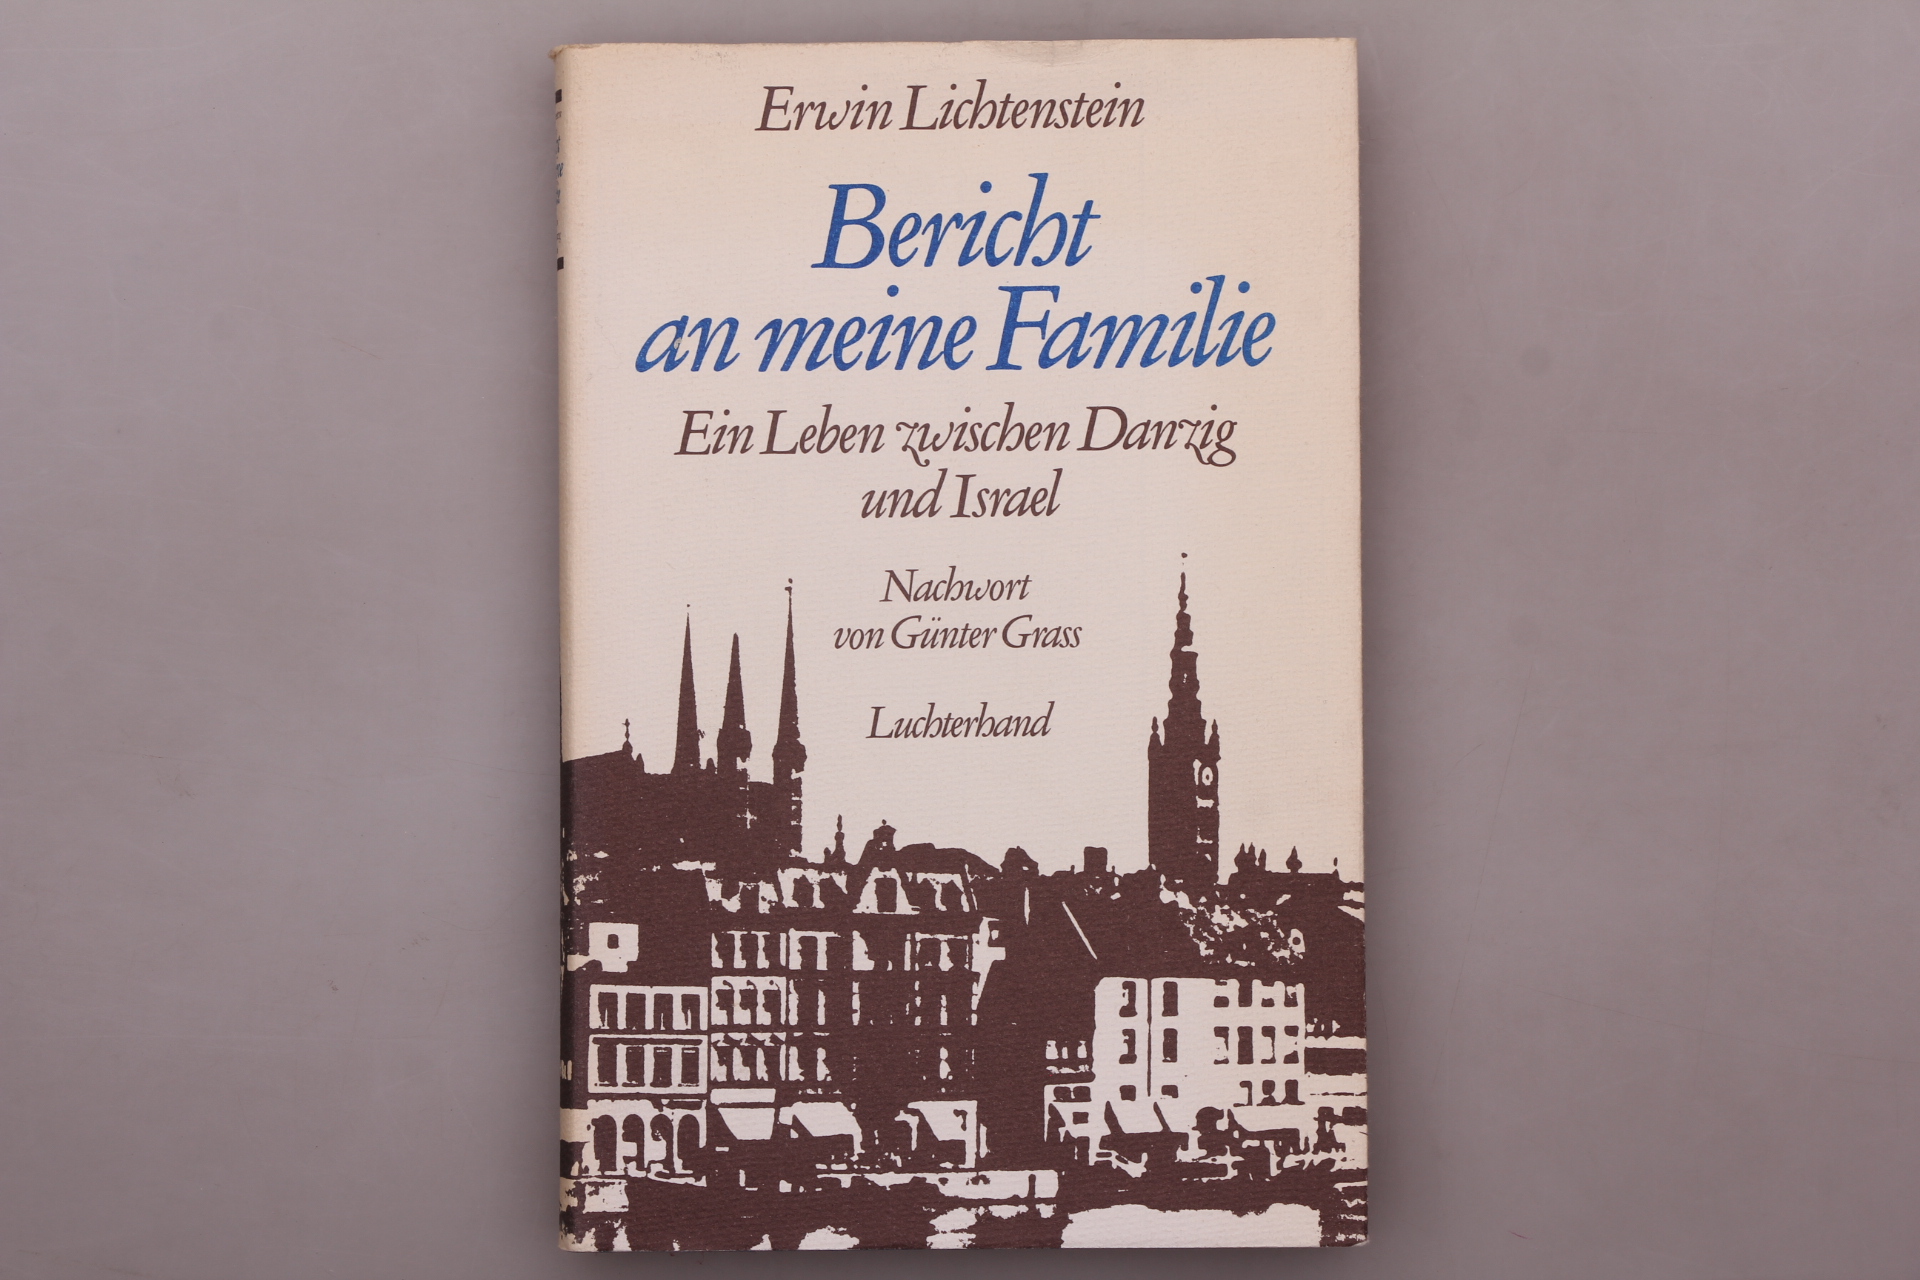 Erwin Lichtenstein
Bericht
an meine Familie
Ein Leben zwischen Danzig
und Israel
Nachwort
von Günter Grass
Luchterhand